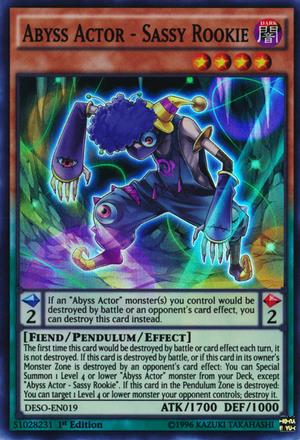 Abyss Actor - Sassy Rookie
DARK
闇
2
If an "Abyss Actor" monster(s) you control would be
destroyed by battle or an opponent's card effect, you
can destroy this card instead.
2
[Fiend/Pendulum/Effect]
The first time this card would be destroyed by battle or card effect each turn, it
is not destroyed. If this card is destroyed by battle, or if this card in its owner's
Monster Zone is destroyed by an opponent's card effect: You can Special
Summon 1 Level 4 or lower "Abyss Actor" monster from your Deck, except
"Abyss Actor - Sassy Rookie". If this card in the Pendulum Zone is destroyed:
You can target 1 Level 4 or lower monster your opponent controls; destroy it.
DESO-EN019
ATK/1700 DEF/1000
51028231
1st Edition
©1996 KAZUKI TAKAHASHI